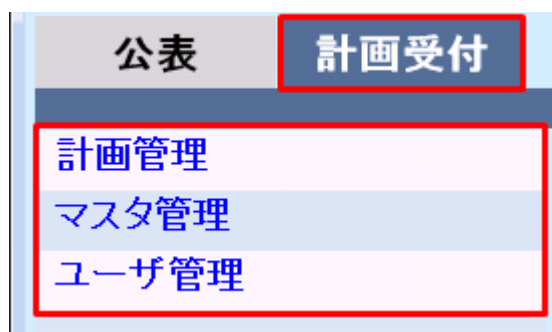 公表 計画受付
計画管理
マスタ管理
ユーザ管理